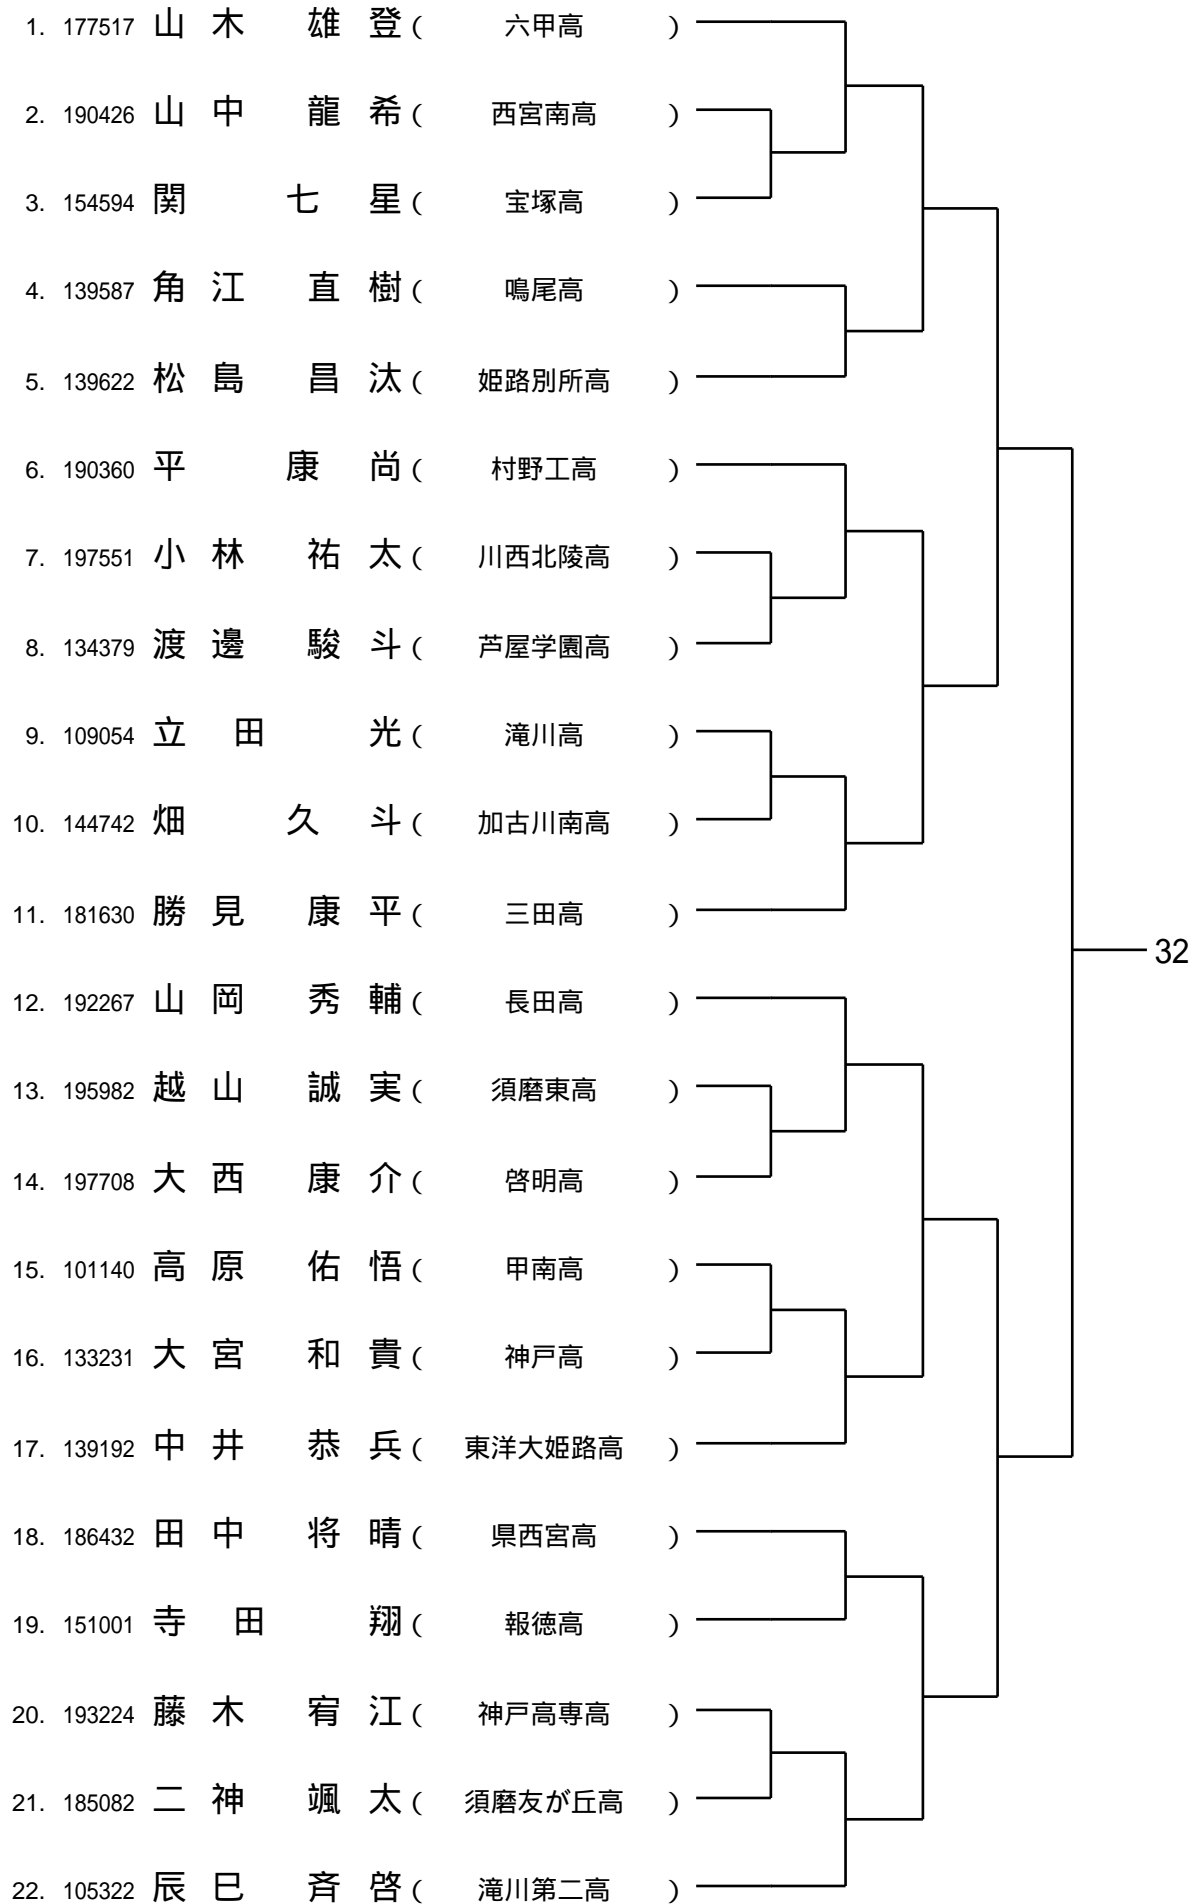 1. 177517 山 木 雄 登 ( 六甲高 )
2. 190426 山 中 龍 希 ( 西宮南高 )
3. 154594 関 七 星 ( 宝塚高 )
4. 139587 角 江 直 樹 ( 鳴尾高 )
5. 139622 松 島 昌 汰 ( 姫路別所高 )
6. 190360 平 康 尚 ( 村野工高 )
7. 197551 小 林 祐 太 ( 川西北陵高 )
8. 134379 渡 邊 駿 斗 ( 芦屋学園高 )
9. 109054 立 田 光 ( 滝川高 )
10. 144742 畑 久 斗 ( 加古川南高 )
11. 181630 勝 見 康 平 ( 三田高 )
32
12. 192267 山 岡 秀 輔 ( 長田高 )
13. 195982 越 山 誠 実 ( 須磨東高 )
14. 197708 大 西 康 介 ( 啓明高 )
15. 101140 高 原 佑 悟 ( 甲南高 )
16. 133231 大 宮 和 貴 ( 神戸高 )
17. 139192 中 井 恭 兵 ( 東洋大姫路高 )
18. 186432 田 中 将 晴 ( 県西宮高 )
19. 151001 寺 田 翔 ( 報徳高 )
20. 193224 藤 木 宥 江 ( 神戸高専高 )
21. 185082 二 神 颯 太 ( 須磨友が丘高 )
22. 105322 辰 巳 斉 啓 ( 滝川第二高 )